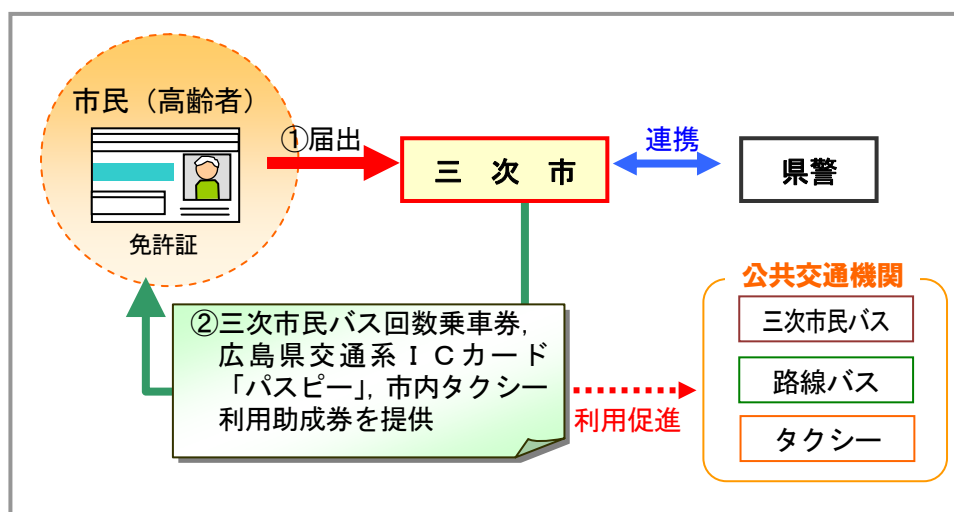 市民（高齢者）
免許証
①届出
三 次 市
連携
県警
②三次市民バス回数乗車券，
広島県交通系ＩＣカード
「パスピー」，市内タクシー
利用助成券を提供
利用促進
公共交通機関
三次市民バス
路線バス
タクシー